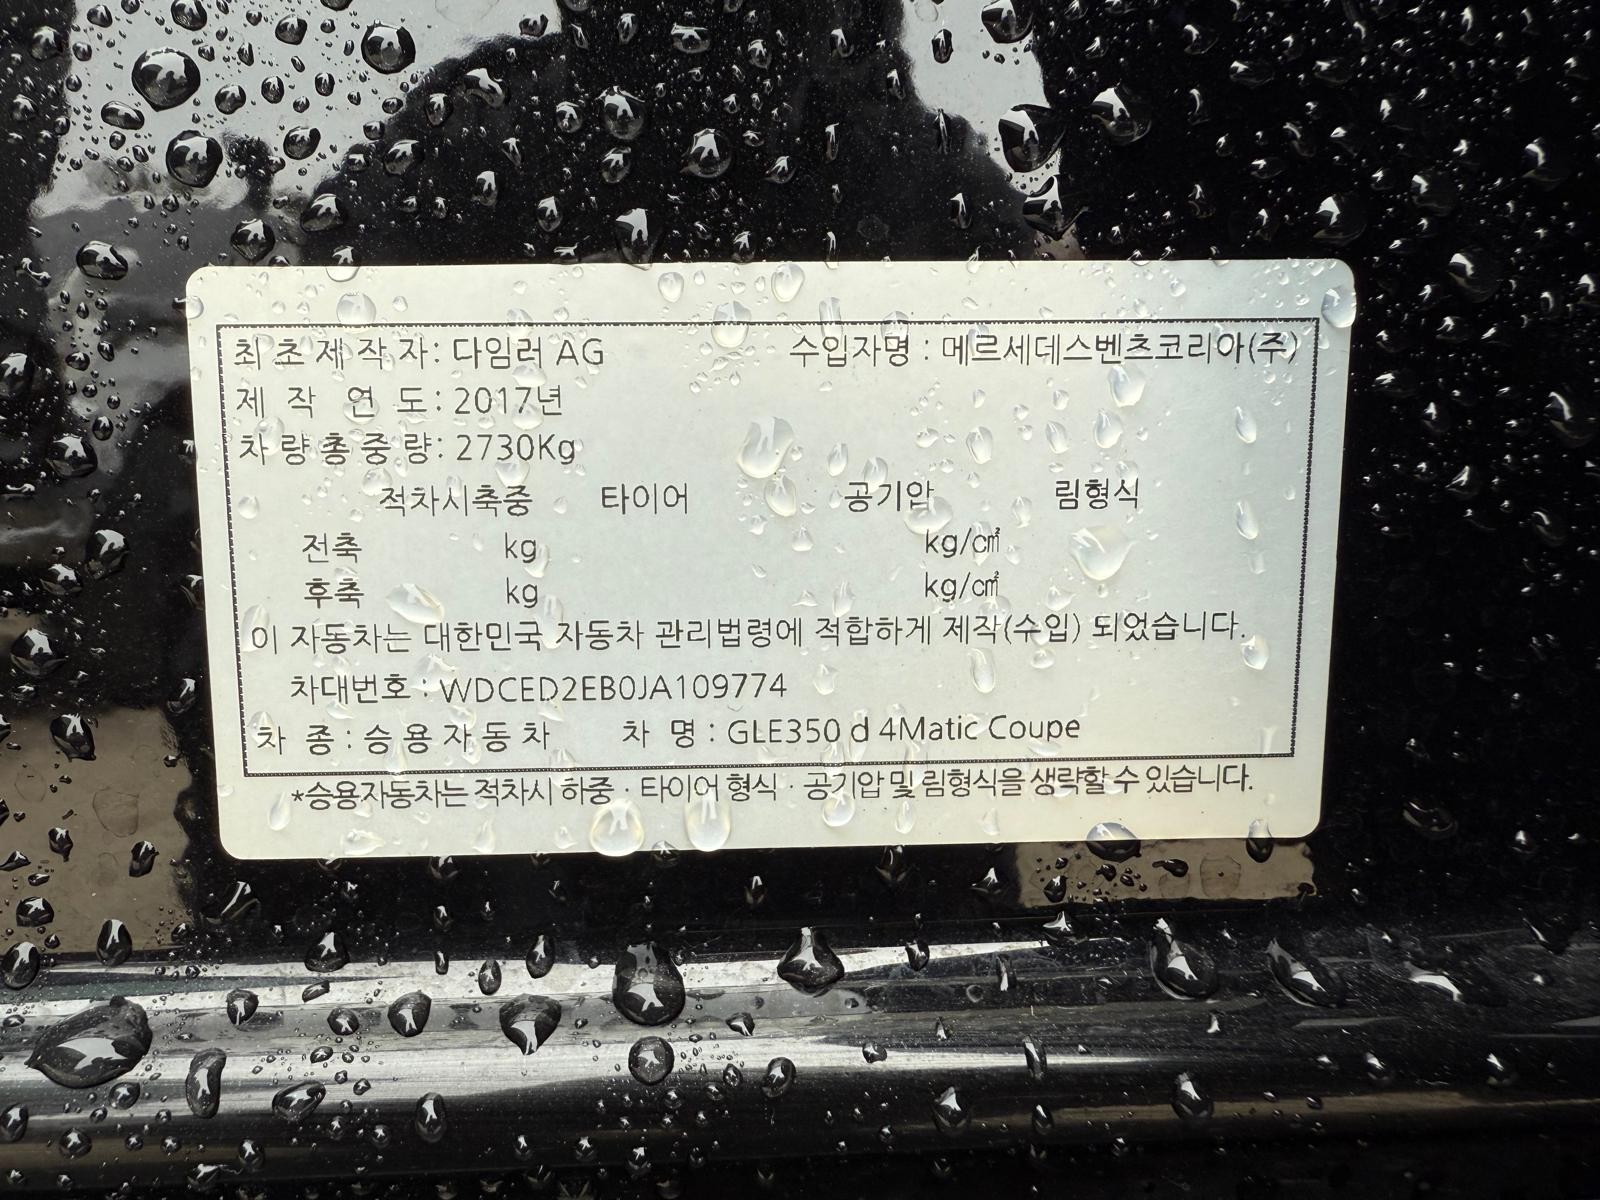 최 초 제 작 자 : 다임러 AG 수입자명 : 메르세데스벤츠코리아(주)
제 작 연 도 : 2017년
차 량 총 중 량 : 2730Kg
적차시축중 타이어 공기압 림형식
전축 kg kg/㎠
후축 kg kg/㎠
이 자동차는 대한민국 자동차 관리법령에 적합하게 제작(수입) 되었습니다.
차대번호 : WDCED2EB0JA109774
차 종 : 승 용 자 동 차 차 명 : GLE350 d 4Matic Coupe
*승용자동차는 적차시 하중 · 타이어 형식 · 공기압 및 림형식을 생략할 수 있습니다.